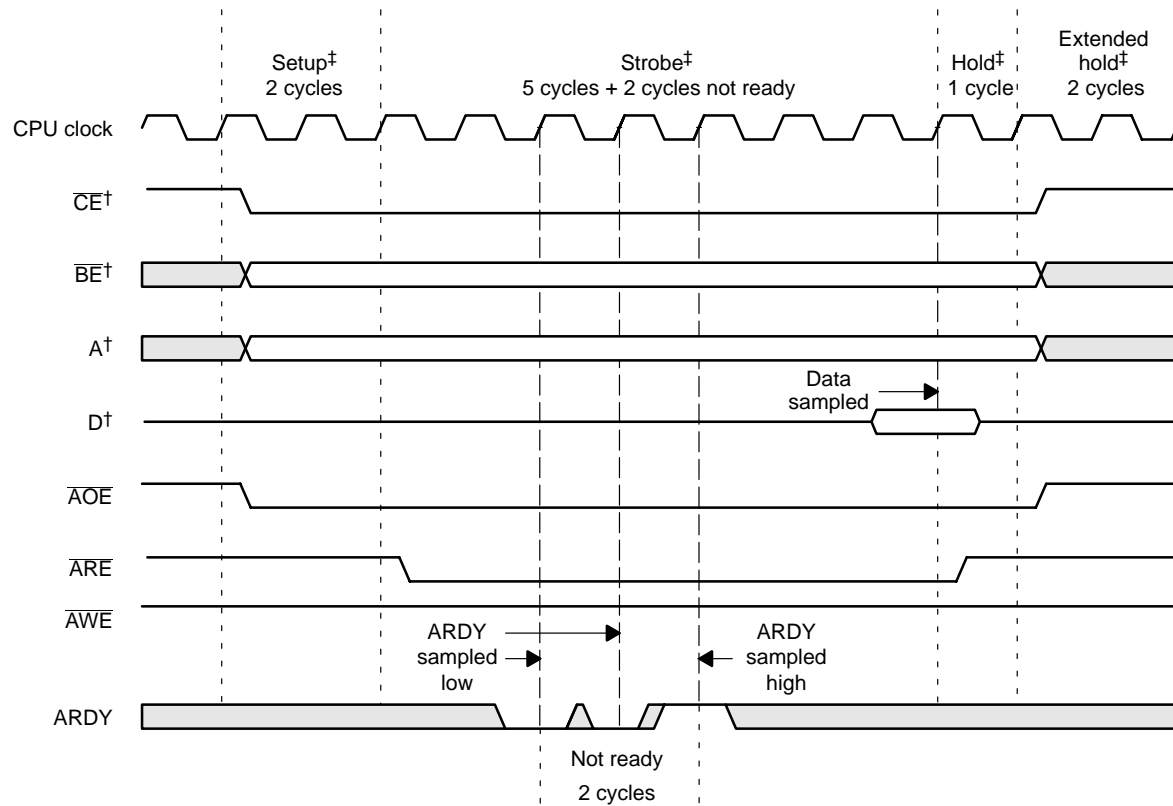 Setup‡
2 cycles
Strobe‡
5 cycles + 2 cycles not ready
Hold‡
1 cycle
Extended
hold‡
2 cycles
CPU clock
CE†
BE†
A†
Data
sampled
D†
AOE
ARE
AWE
ARDY
sampled
low
ARDY
sampled
high
ARDY
Not ready
2 cycles